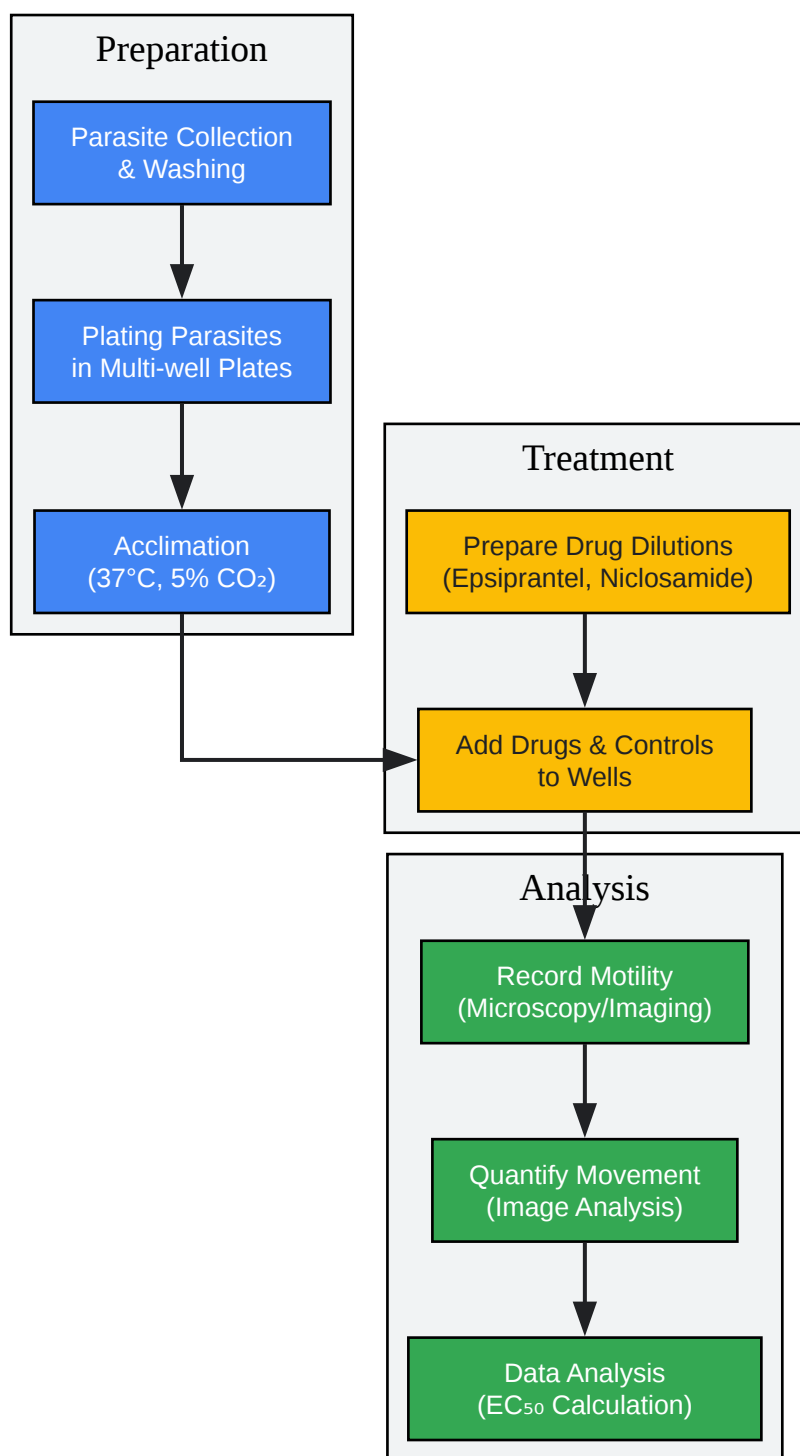 Preparation
Parasite Collection
& Washing
Plating Parasites
in Multi-well Plates
Acclimation
(37°C, 5% CO₂)
Treatment
Prepare Drug Dilutions
(Epsiprantel, Niclosamide)
Add Drugs & Controls
to Wells
Analysis
Record Motility
(Microscopy/Imaging)
Quantify Movement
(Image Analysis)
Data Analysis
(EC₅₀ Calculation)